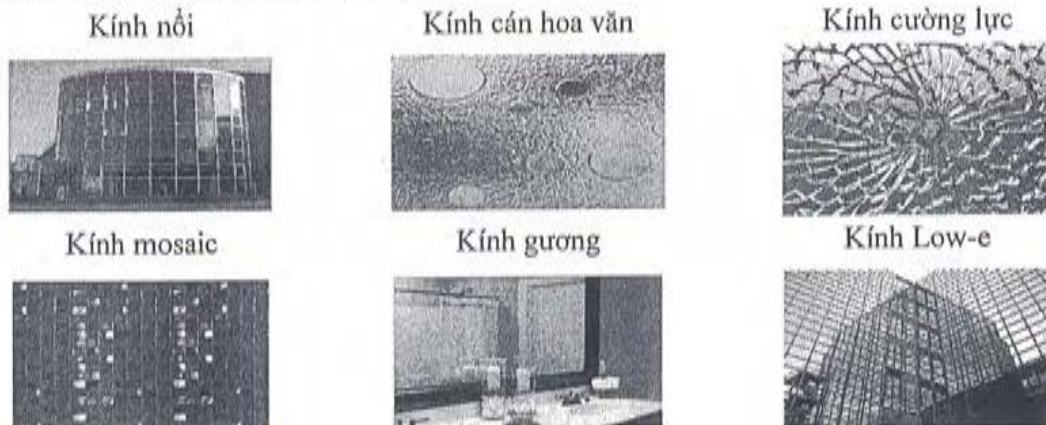 Kính nổi
Kính cán hoa văn
Kính cường lực
Kính mosaic
Kính gương
Kính Low-e